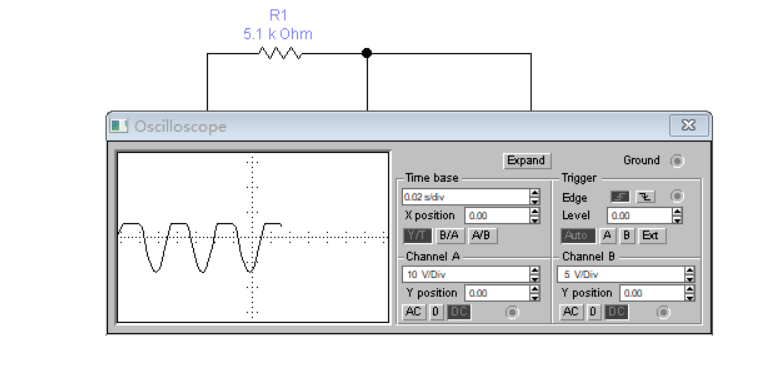 R1
5.1 k Ohm
Oscilloscope
Expand
Ground
Time base
0.02 s/div
X position 0.00
Y/T B/A A/B
Trigger
Edge
Level 0.00
Auto A B Ext
Channel A
10 V/Div
Y position 0.00
AC 0 DC
Channel B
5 V/Div
Y position 0.00
AC 0 DC